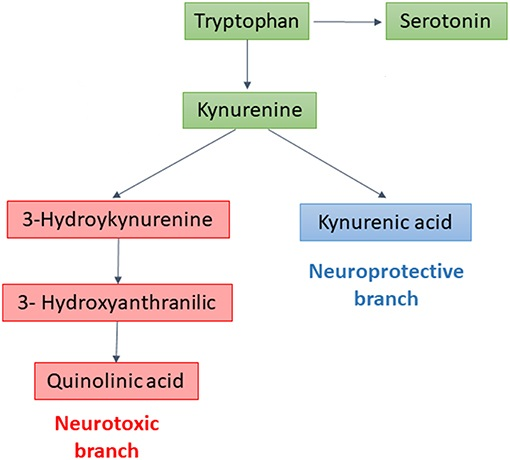 Tryptophan
Serotonin
Kynurenine
3-Hydroykynurenine
Kynurenic acid
Neuroprotective
branch
3- Hydroxyanthranilic
Quinolinic acid
Neurotoxic
branch